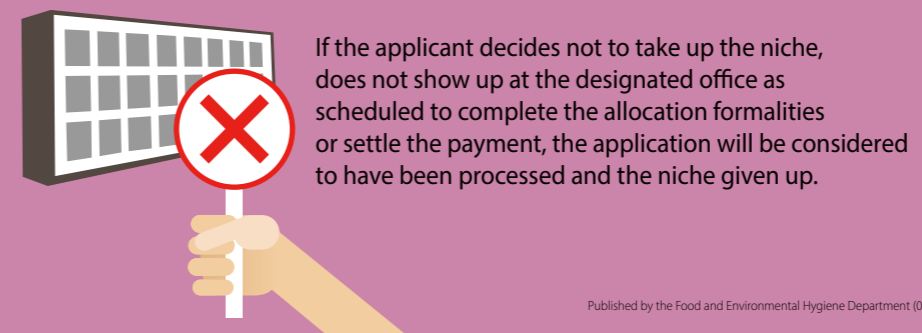 If the applicant decides not to take up the niche,
does not show up at the designated office as
scheduled to complete the allocation formalities
or settle the payment, the application will be considered
to have been processed and the niche given up.
Published by the Food and Environmental Hygiene Department (0